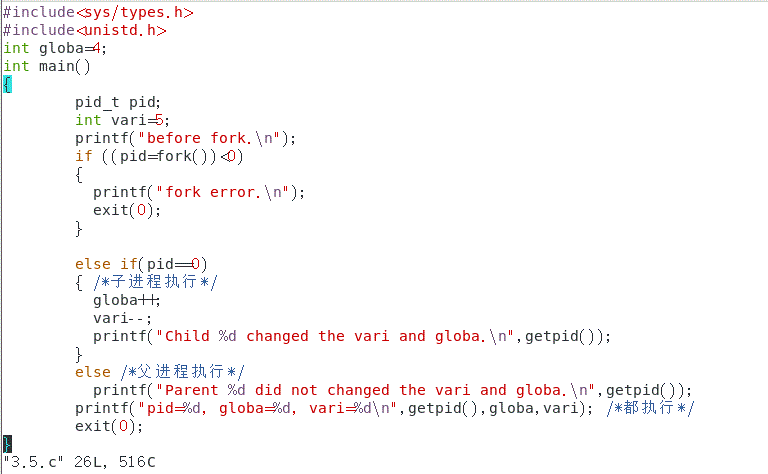 #include<sys/types.h>
#include<unistd.h>
int globa=4;
int main()
{
        pid_t pid;
        int vari=5;
        printf("before fork.\n");
        if ((pid=fork())<0)
        {
          printf("fork error.\n");
          exit(0);
        }

        else if(pid==0)
        { /*子进程执行*/
          globa++;
          vari--;
          printf("Child %d changed the vari and globa.\n",getpid());
        }
        else /*父进程执行*/
          printf("Parent %d did not changed the vari and globa.\n",getpid());
        printf("pid=%d, globa=%d, vari=%d\n",getpid(),globa,vari); /*都执行*/
        exit(0);
}
"3.5.c" 26L, 516C